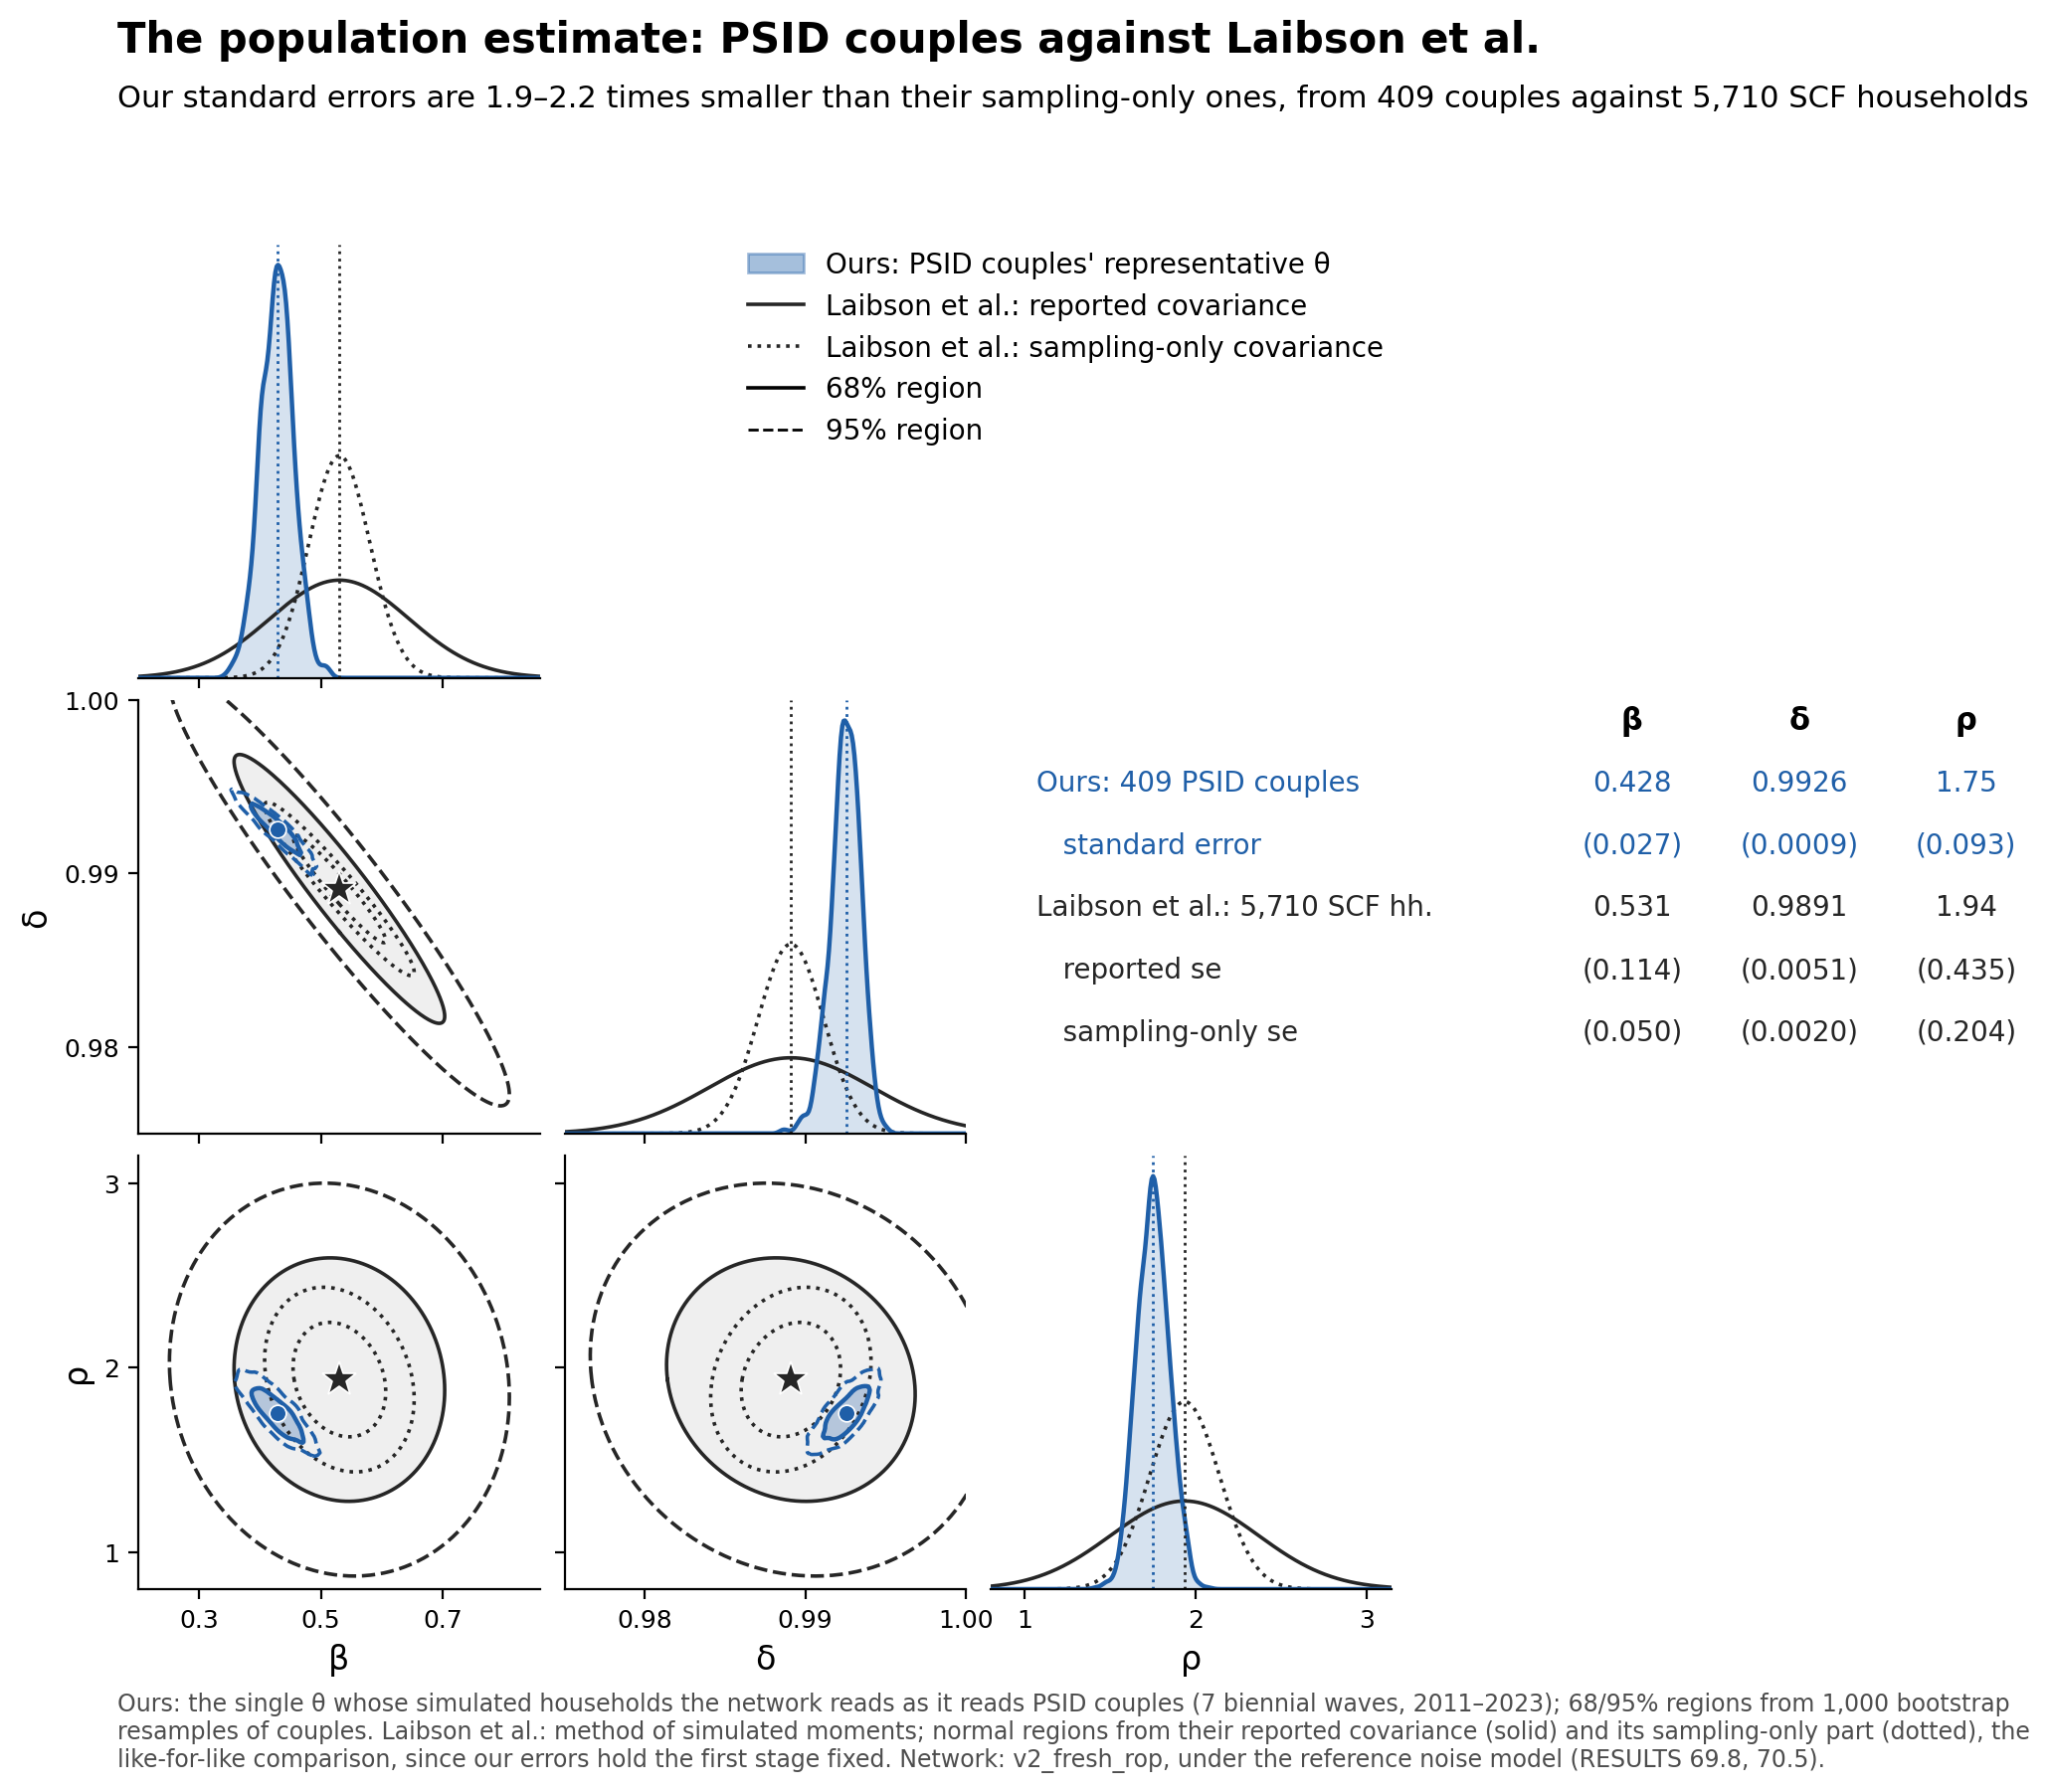 The population estimate: PSID couples against Laibson et al.
Our standard errors are 1.9–2.2 times smaller than their sampling-only ones, from 409 couples against 5,710 SCF households
Ours: PSID couples' representative θ
Laibson et al.: reported covariance
Laibson et al.: sampling-only covariance
68% region
95% region
1.00
0.99
0.98
δ
β δ ρ
Ours: 409 PSID couples 0.428 0.9926 1.75
standard error (0.027) (0.0009) (0.093)
Laibson et al.: 5,710 SCF hh. 0.531 0.9891 1.94
reported se (0.114) (0.0051) (0.435)
sampling-only se (0.050) (0.0020) (0.204)
3
2
1
ρ
0.3 0.5 0.7
0.98 0.99 1.00
1 2 3
β
δ
ρ
Ours: the single θ whose simulated households the network reads as it reads PSID couples (7 biennial waves, 2011–2023); 68/95% regions from 1,000 bootstrap
resamples of couples. Laibson et al.: method of simulated moments; normal regions from their reported covariance (solid) and its sampling-only part (dotted), the
like-for-like comparison, since our errors hold the first stage fixed. Network: v2_fresh_rop, under the reference noise model (RESULTS 69.8, 70.5).